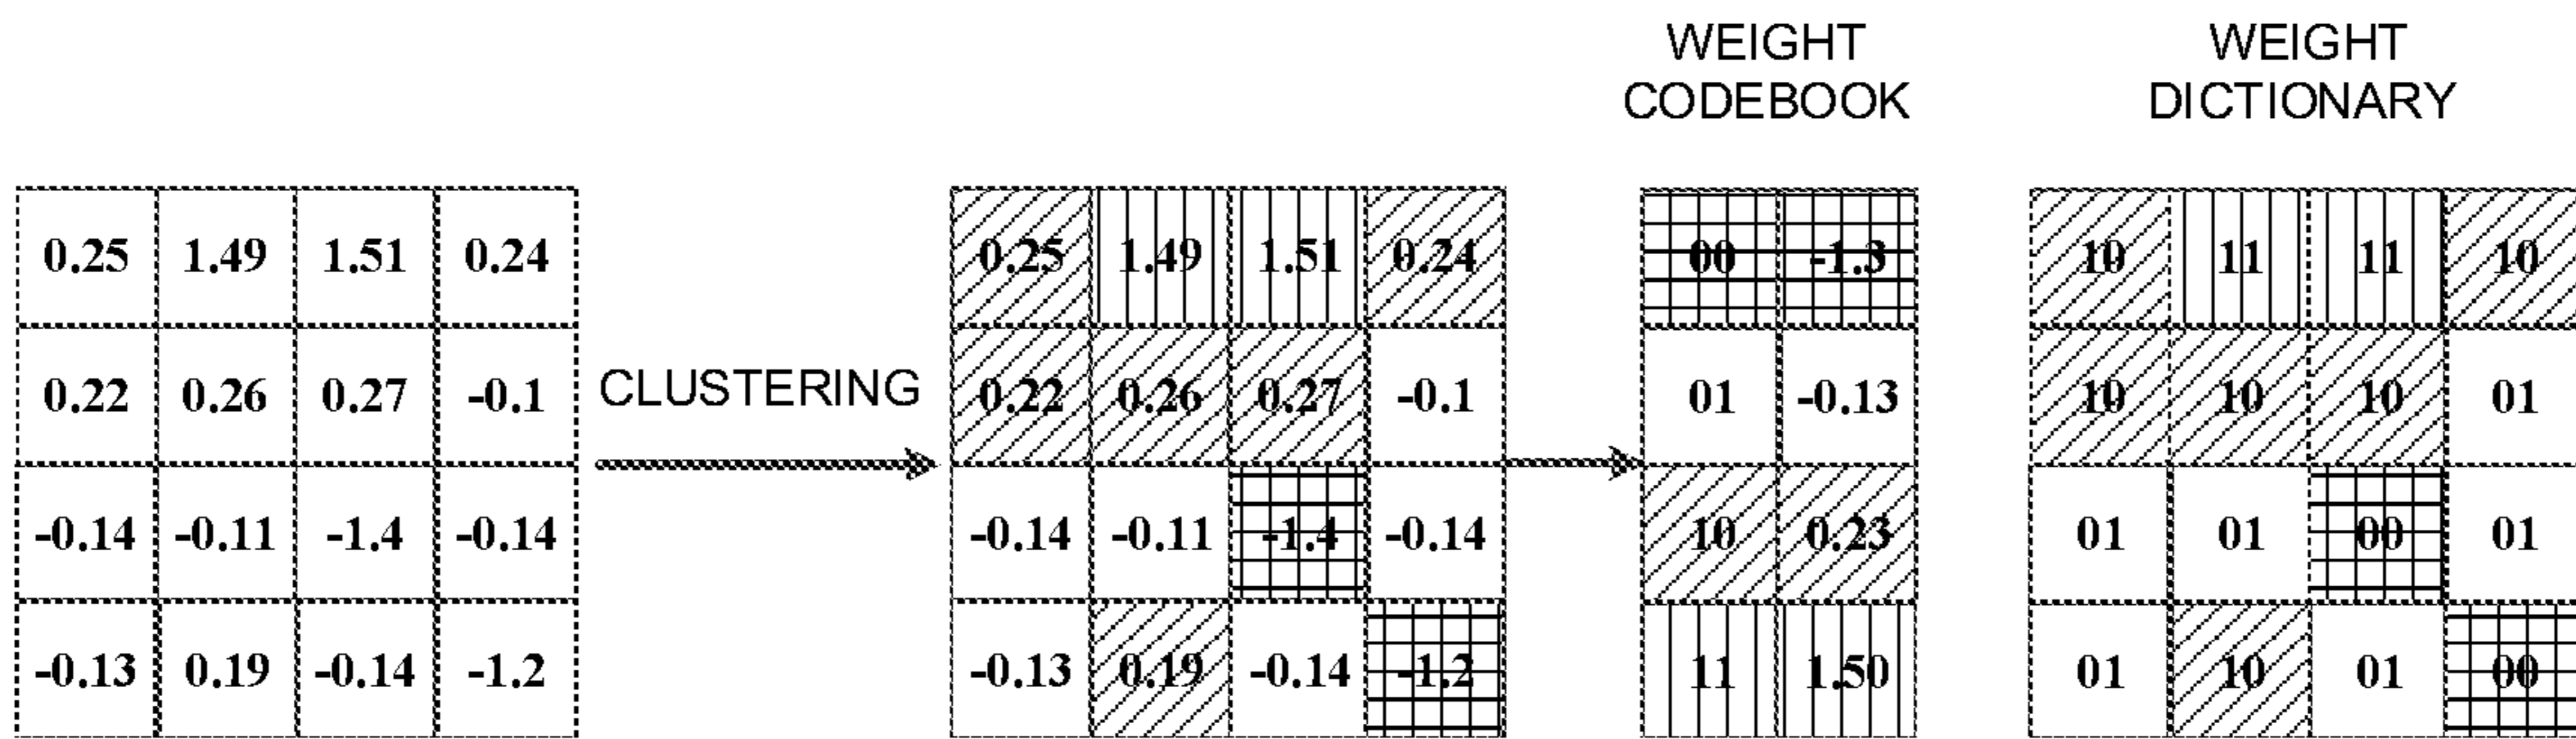 WEIGHT
CODEBOOK
WEIGHT
DICTIONARY
0.25 1.49 1.51 0.24
0.22 0.26 0.27 -0.1
-0.14 -0.11 -1.4 -0.14
-0.13 0.19 -0.14 -1.2
CLUSTERING
0.25 1.49 1.51 0.24
0.22 0.26 0.27 -0.1
-0.14 -0.11 -1.4 -0.14
-0.13 0.19 -0.14 -1.2
00 -1.3
01 -0.13
10 0.23
11 1.50
10 11 11 10
10 10 10 01
01 01 00 01
01 10 01 00